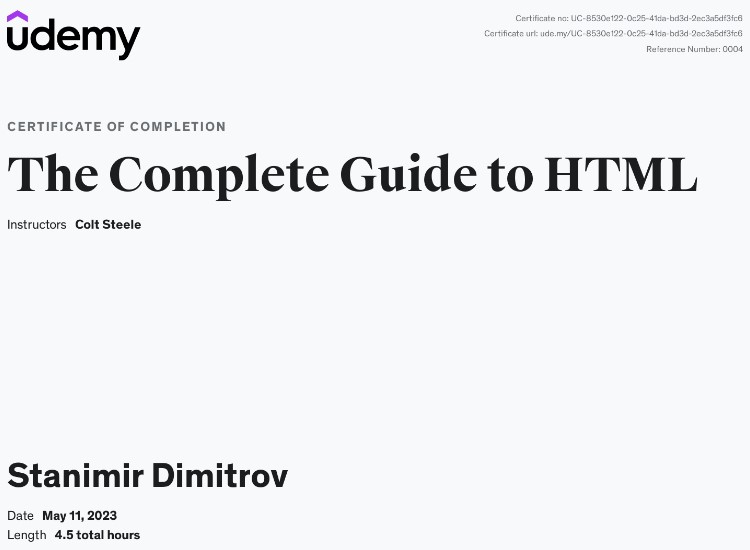 udemy
Certificate no: UC-8530e122-0c25-41da-bd3d-2ec3a5df3fc6
Certificate url: ude.my/UC-8530e122-0c25-41da-bd3d-2ec3a5df3fc6
Reference Number: 0004
CERTIFICATE OF COMPLETION
The Complete Guide to HTML
Instructors Colt Steele
Stanimir Dimitrov
Date May 11, 2023
Length 4.5 total hours